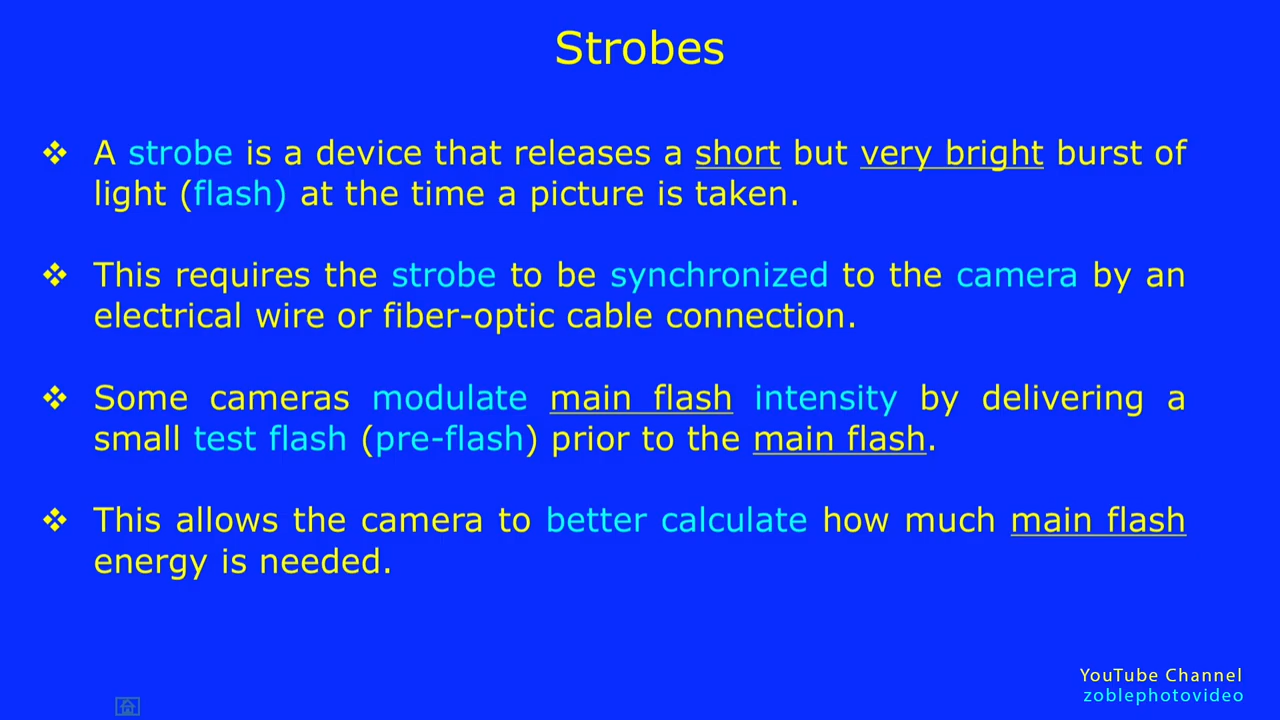 Strobes
❖ A strobe is a device that releases a short but very bright burst of
light (flash) at the time a picture is taken.
❖ This requires the strobe to be synchronized to the camera by an
electrical wire or fiber-optic cable connection.
❖ Some cameras modulate main flash intensity by delivering a
small test flash (pre-flash) prior to the main flash.
❖ This allows the camera to better calculate how much main flash
energy is needed.
YouTube Channel
zoblephotovideo